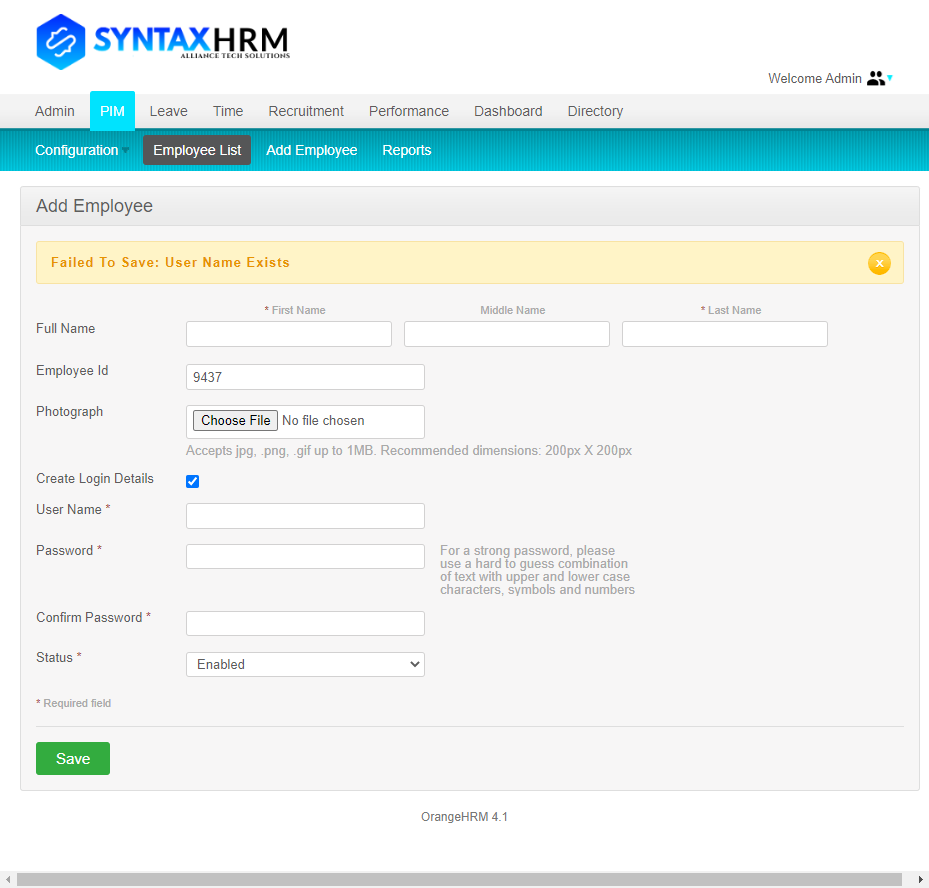 SYNTAXHRM
ALLIANCE TECH SOLUTIONS
Welcome Admin
Admin PIM Leave Time Recruitment Performance Dashboard Directory
Configuration Employee List Add Employee Reports
Add Employee
Failed To Save: User Name Exists
* First Name Middle Name * Last Name
Full Name
Employee Id 9437
Photograph Choose File No file chosen
Accepts jpg, .png, .gif up to 1MB. Recommended dimensions: 200px X 200px
Create Login Details
User Name *
Password * For a strong password, please
use a hard to guess combination
of text with upper and lower case
characters, symbols and numbers
Confirm Password *
Status * Enabled
* Required field
Save
OrangeHRM 4.1